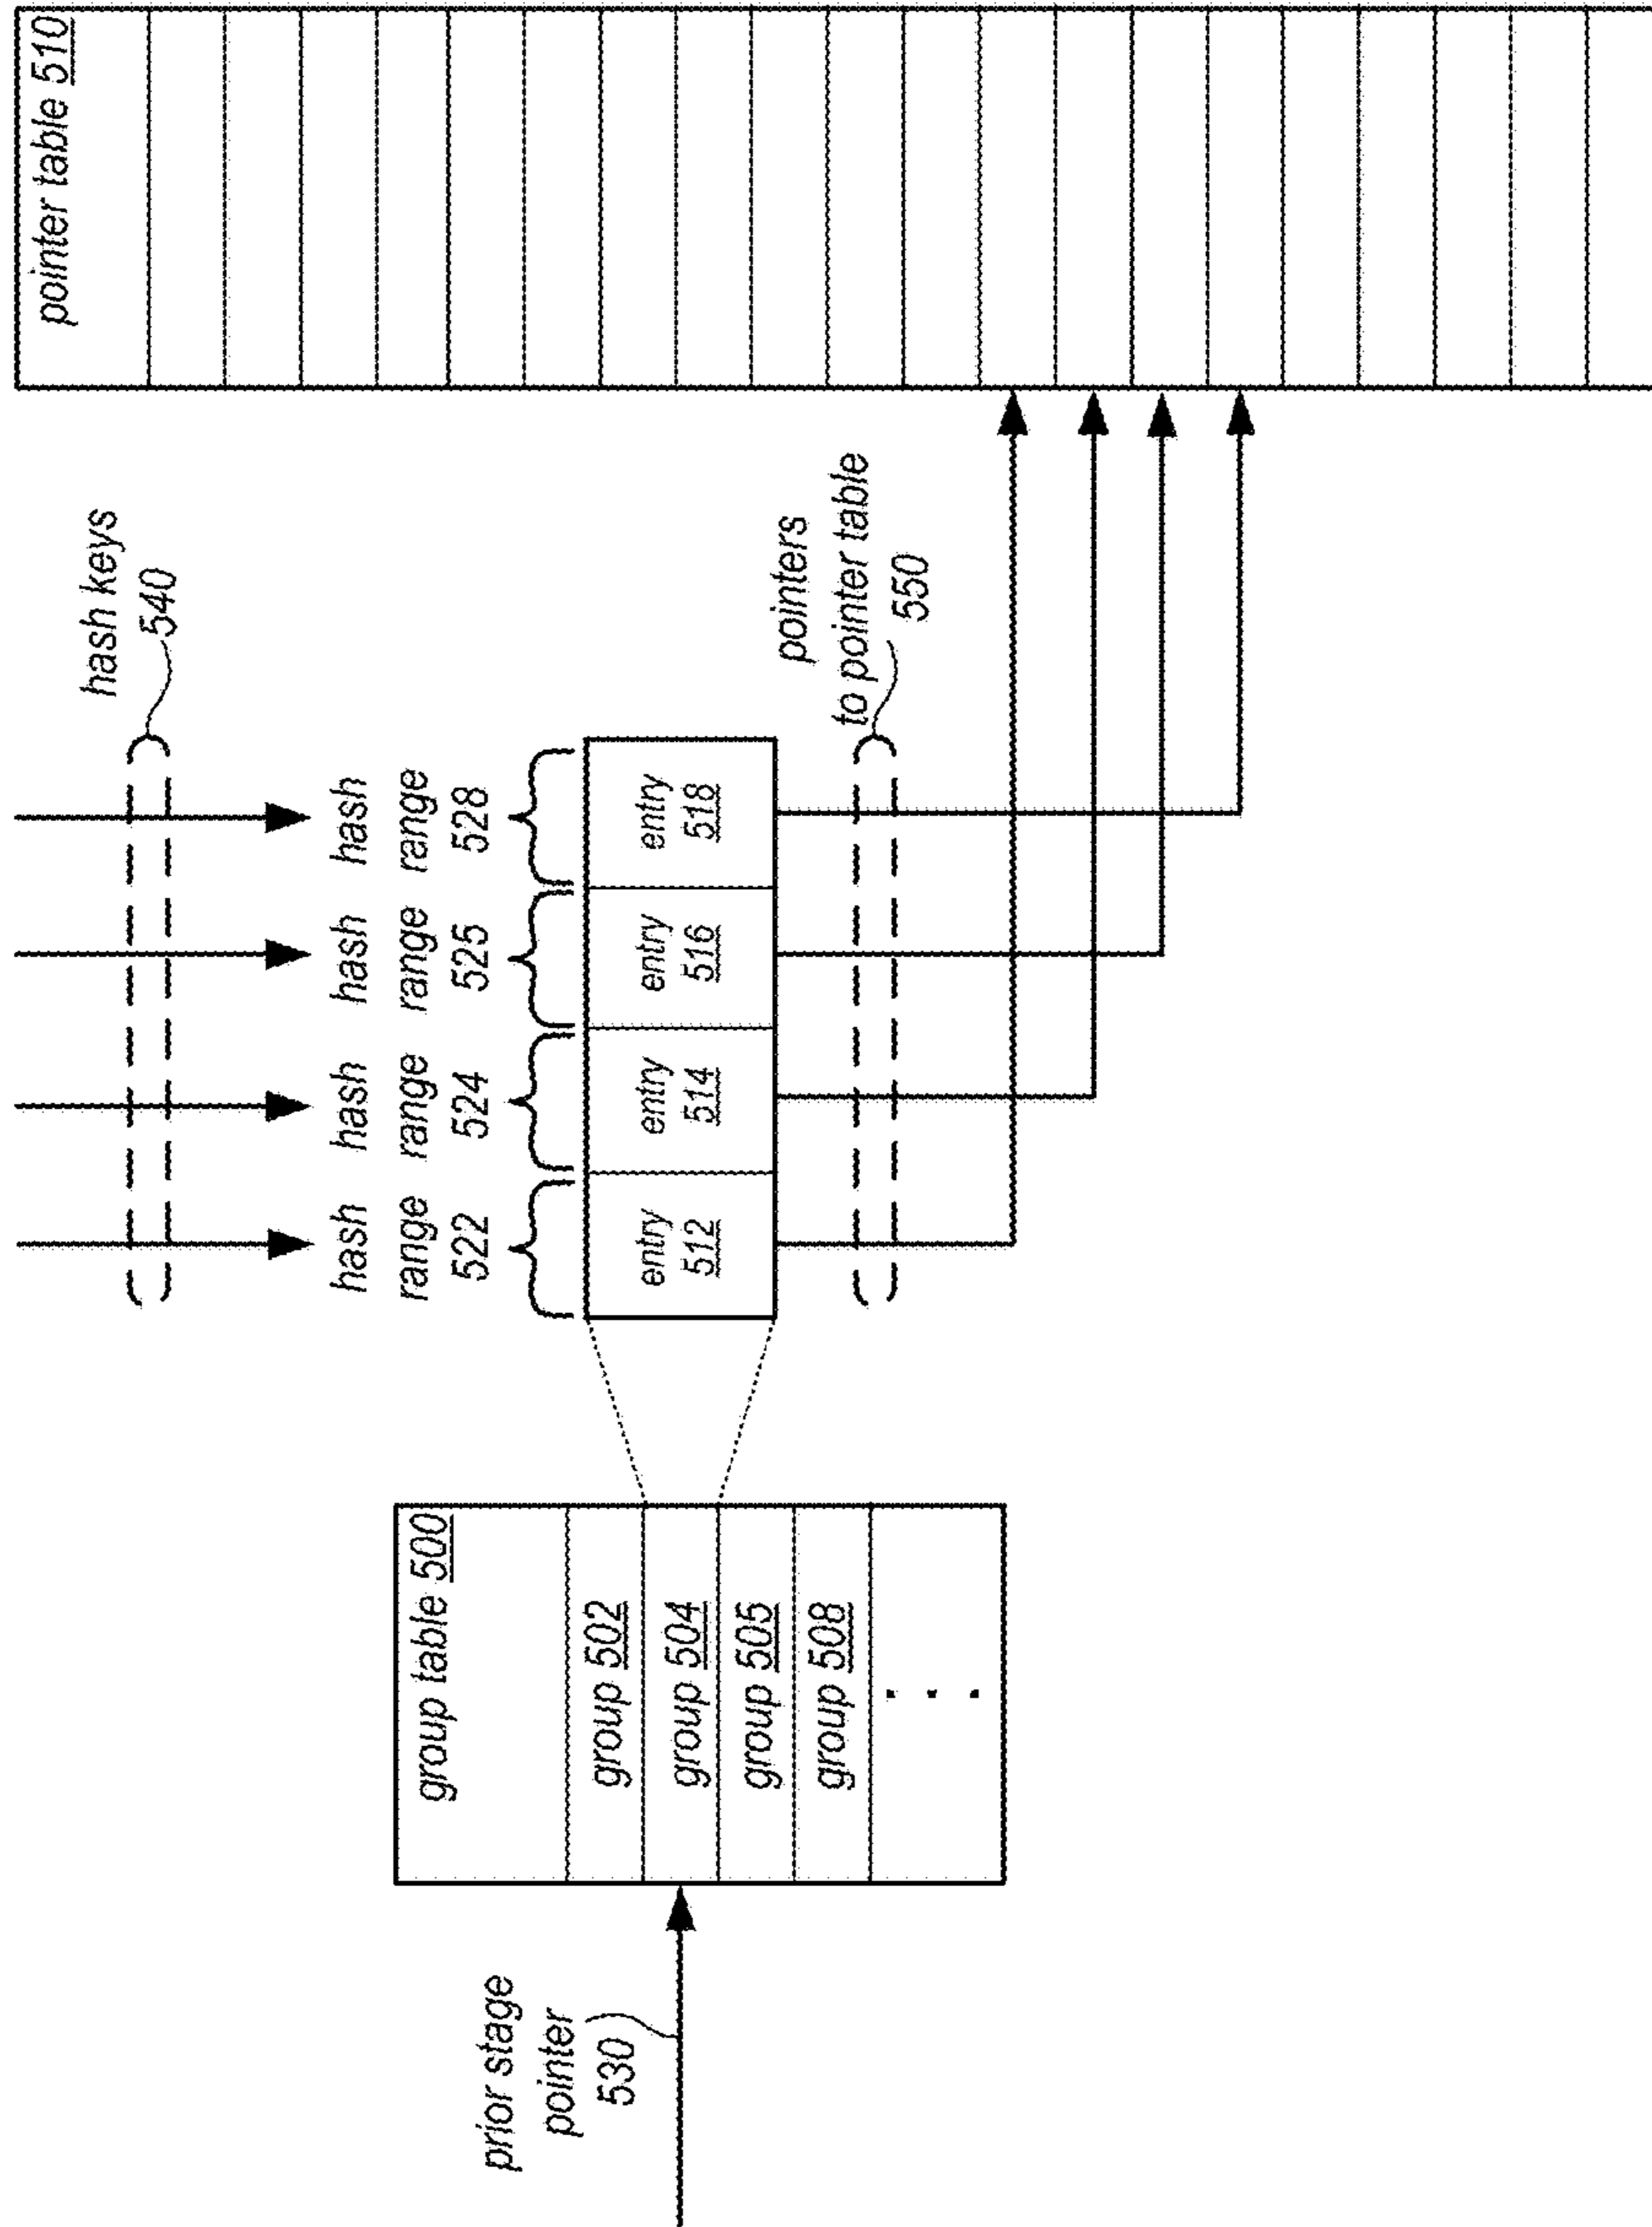 prior stage
pointer
530
group table 500
group 502
group 504
group 505
group 508
hash keys
540
hash
range
522
hash
range
524
hash
range
525
hash
range
528
entry
512
entry
514
entry
516
entry
518
pointers
to pointer table
550
pointer table 510